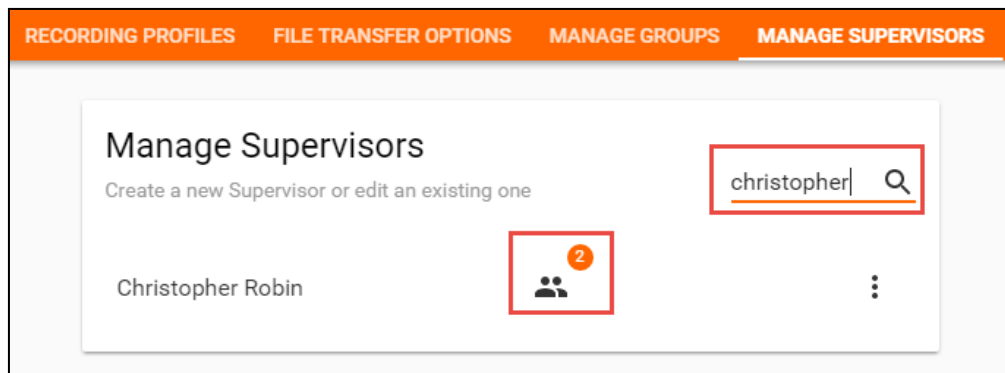 RECORDING PROFILES FILE TRANSFER OPTIONS MANAGE GROUPS MANAGE SUPERVISORS
Manage Supervisors
Create a new Supervisor or edit an existing one
christopher
2
Christopher Robin